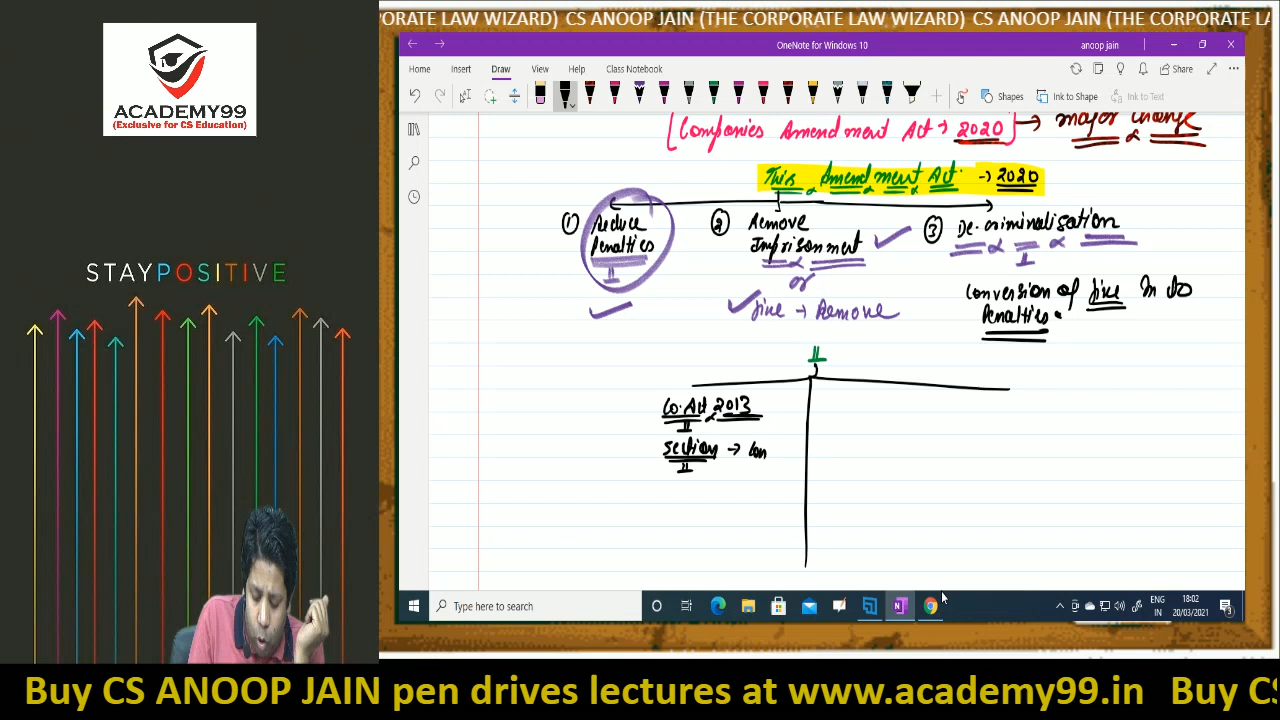 PORATE LAW WIZARD) CS ANOOP JAIN (THE CORPORATE LAW WIZARD) CS ANOOP JAIN (THE CORPORATE LA
ACADEMY99
(Exclusive for CS Education)
STAYPOSITIVE
OneNote for Windows 10
anoop jain
Home Insert Draw View Help Class Notebook
Share
Shapes Ink to Shape Ink to Text
[Companies Amendment Act → 2020] → major change
This Amendment Act. → 2020
① Reduce Penalties
② Remove Imprisonment
or
fine → Remove
③ De-criminalisation
Conversion of fine in to
Penalties.
Co. Act 2013
Section → Con
Type here to search
ENG
IN
18:02
20/03/2021
3
Buy CS ANOOP JAIN pen drives lectures at www.academy99.in Buy CS